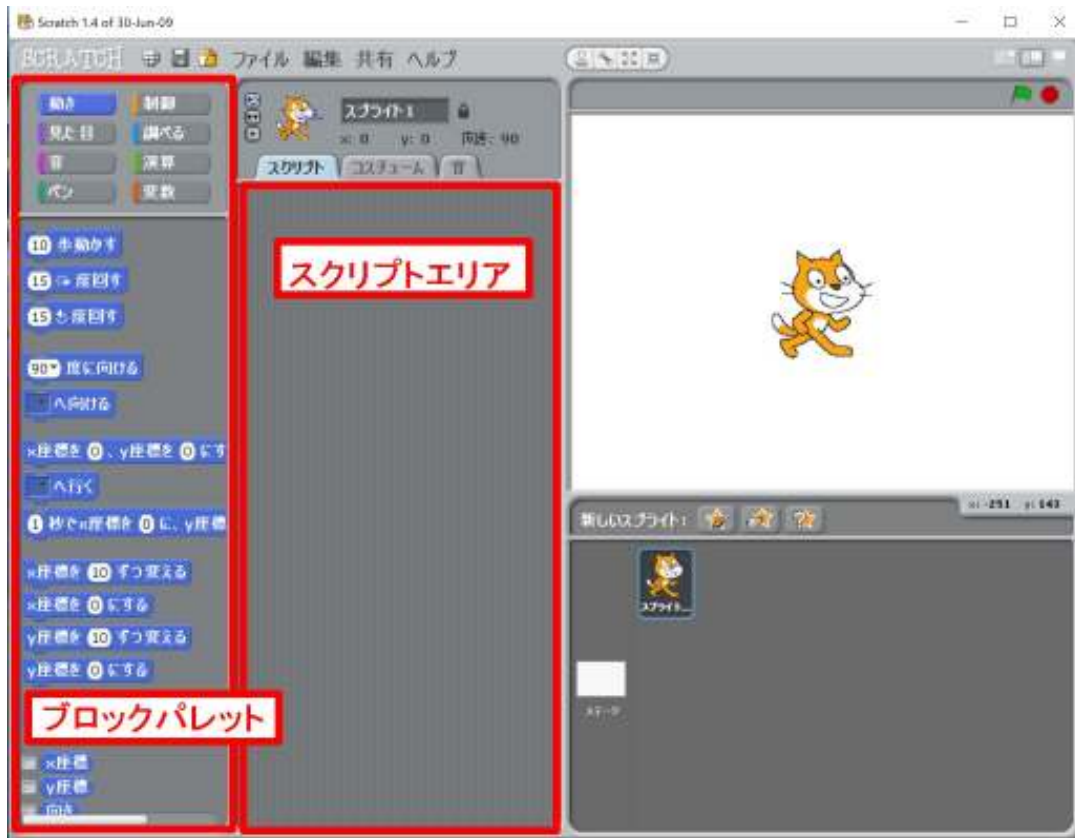 Scratch 1.4 of 30-Jun-09
SCRATCH ファイル 編集 共有 ヘルプ
動き 制御
見た目 調べる
音 演算
ペン 変数
スプライト1
x: 0 y: 0 向き: 90
スクリプト コスチューム 音
10 歩動かす
15 度回す
15 度回す
90 度に向ける
へ向ける
x座標を 0 、y座標を 0 にす
へ行く
1 秒でx座標を 0 に、y座標
x座標を 10 ずつ変える
x座標を 0 にする
y座標を 10 ずつ変える
y座標を 0 にする
x座標
y座標
向き
ブロックパレット
スクリプトエリア
x: -251 y: 143
新しいスプライト:
スプライト...
ステージ